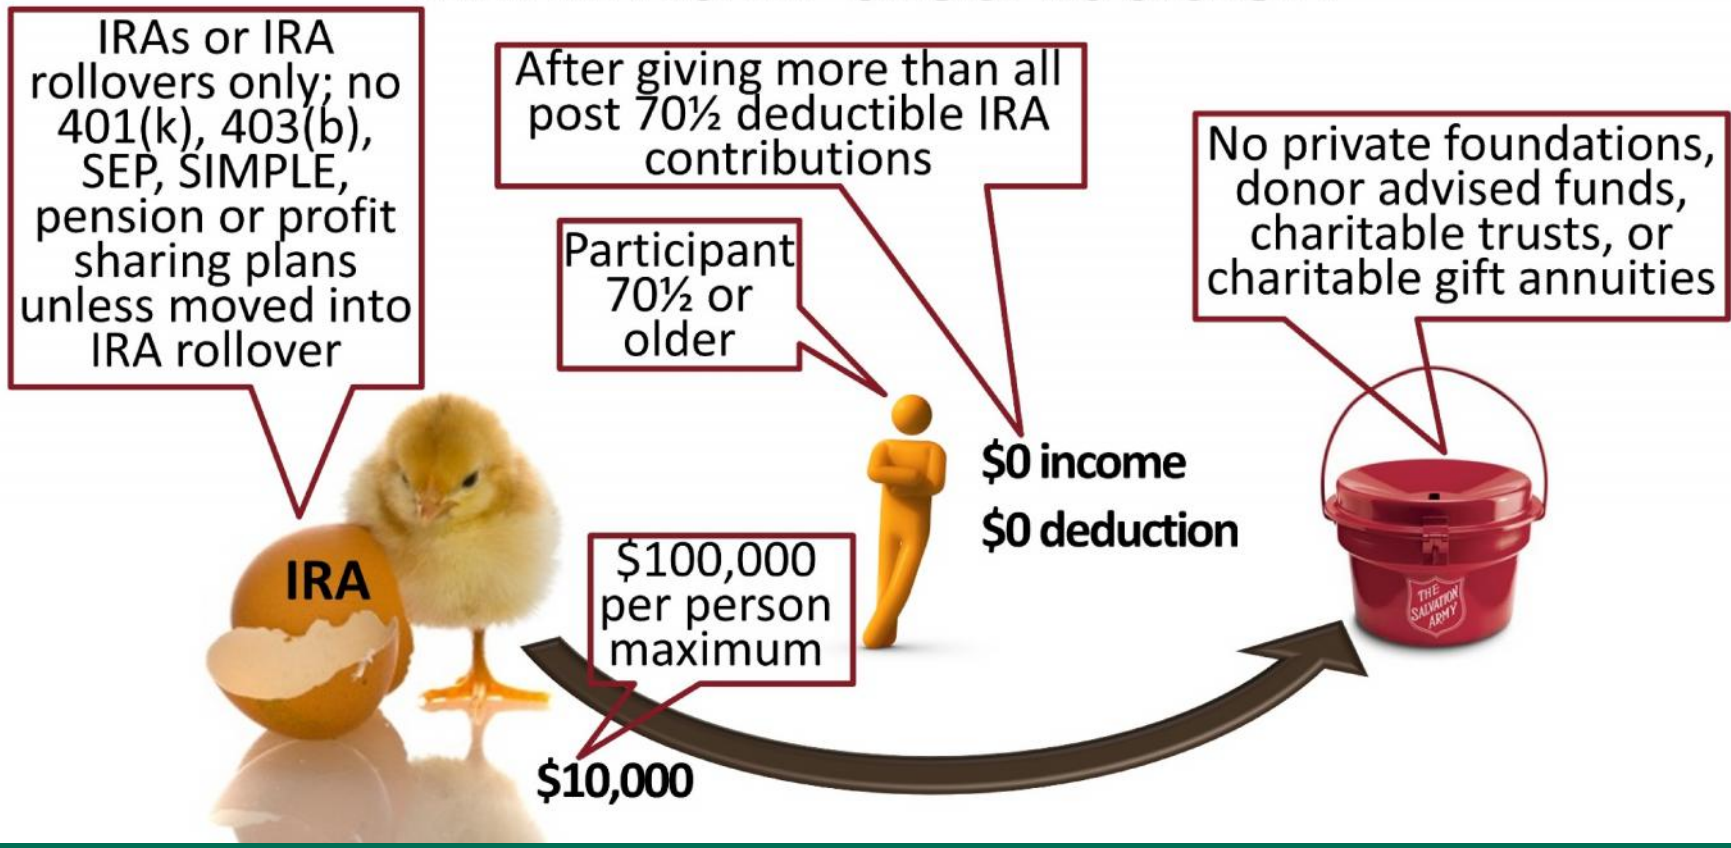 IRAs or IRA
rollovers only; no
401(k), 403(b),
SEP, SIMPLE,
pension or profit
sharing plans
unless moved into
IRA rollover
After giving more than all
post 70½ deductible IRA
contributions
Participant
70½ or
older
No private foundations,
donor advised funds,
charitable trusts, or
charitable gift annuities
$0 income
$0 deduction
IRA
$100,000
per person
maximum
$10,000
THE
SALVATION
ARMY